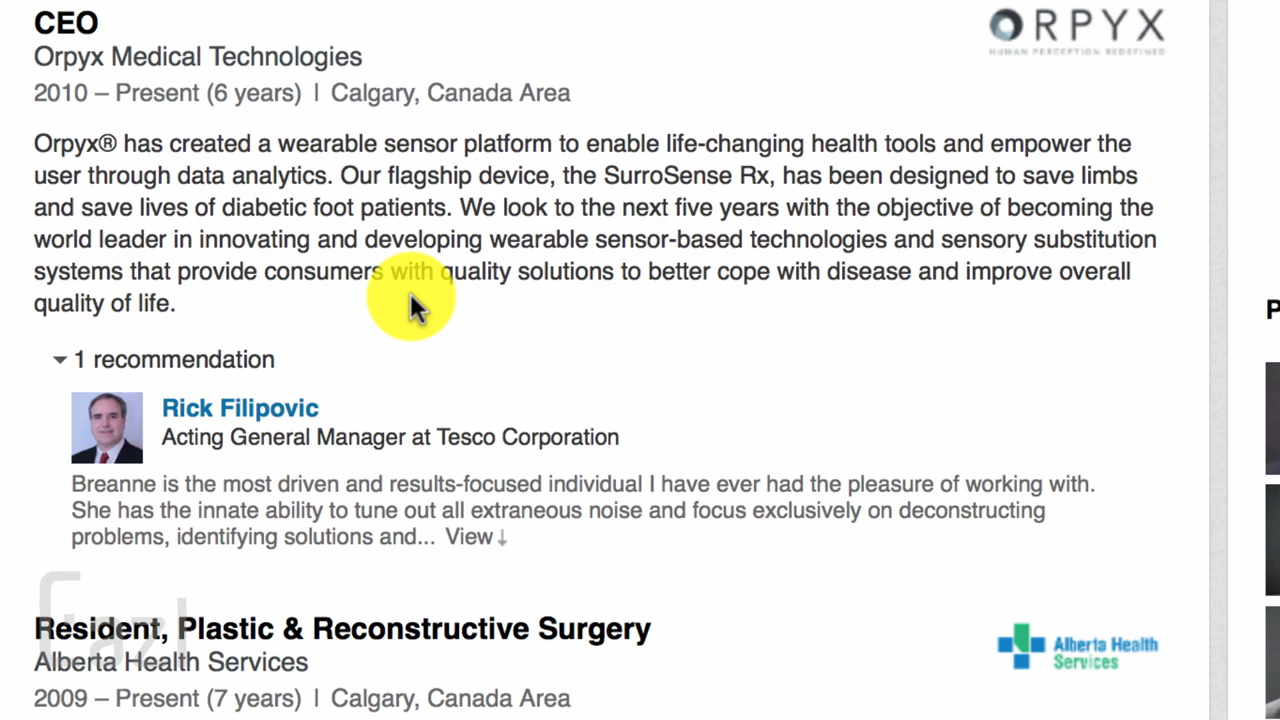 CEO
ORPYX
HUMAN PERCEPTION REDEFINED
Orpyx Medical Technologies
2010 – Present (6 years) | Calgary, Canada Area
Orpyx® has created a wearable sensor platform to enable life-changing health tools and empower the
user through data analytics. Our flagship device, the SurroSense Rx, has been designed to save limbs
and save lives of diabetic foot patients. We look to the next five years with the objective of becoming the
world leader in innovating and developing wearable sensor-based technologies and sensory substitution
systems that provide consumers with quality solutions to better cope with disease and improve overall
quality of life.
1 recommendation
Rick Filipovic
Acting General Manager at Tesco Corporation
Breanne is the most driven and results-focused individual I have ever had the pleasure of working with.
She has the innate ability to tune out all extraneous noise and focus exclusively on deconstructing
problems, identifying solutions and... View↓
Resident, Plastic & Reconstructive Surgery
Alberta Health
Services
Alberta Health Services
2009 – Present (7 years) | Calgary, Canada Area
P